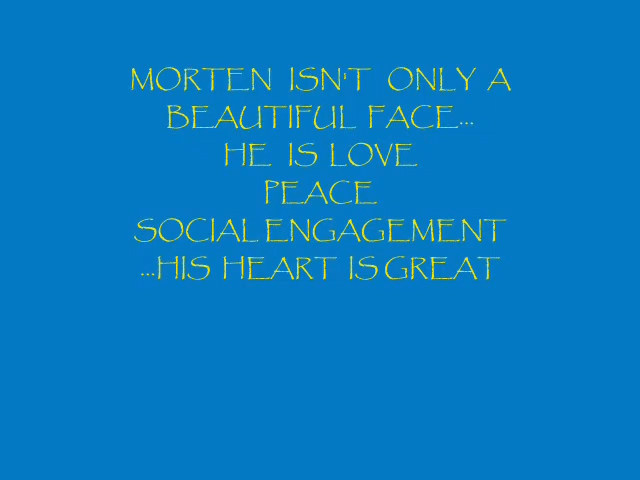 MORTEN ISN'T ONLY A
BEAUTIFUL FACE...
HE IS LOVE
PEACE
SOCIAL ENGAGEMENT
...HIS HEART IS GREAT